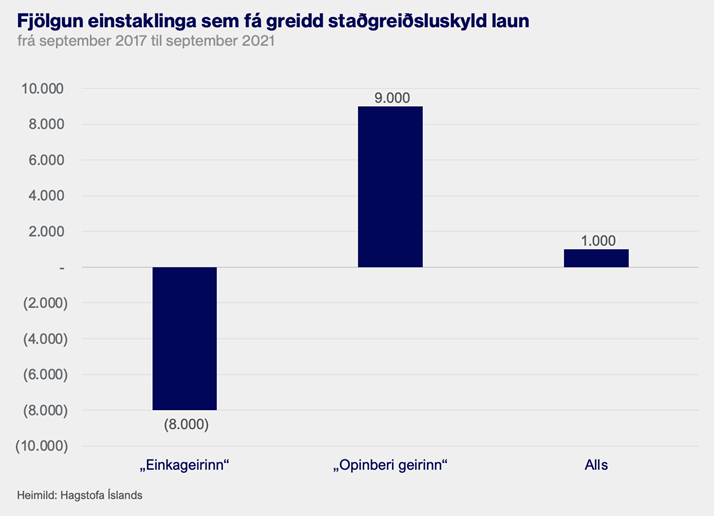 Fjölgun einstaklinga sem fá greidd staðgreiðsluskyld laun
frá september 2017 til september 2021
10.000
8.000
6.000
4.000
2.000
-
(2.000)
(4.000)
(6.000)
(8.000)
(10.000)
(8.000)
9.000
1.000
„Einkageirinn“
„Opinberi geirinn“
Alls
Heimild: Hagstofa Íslands